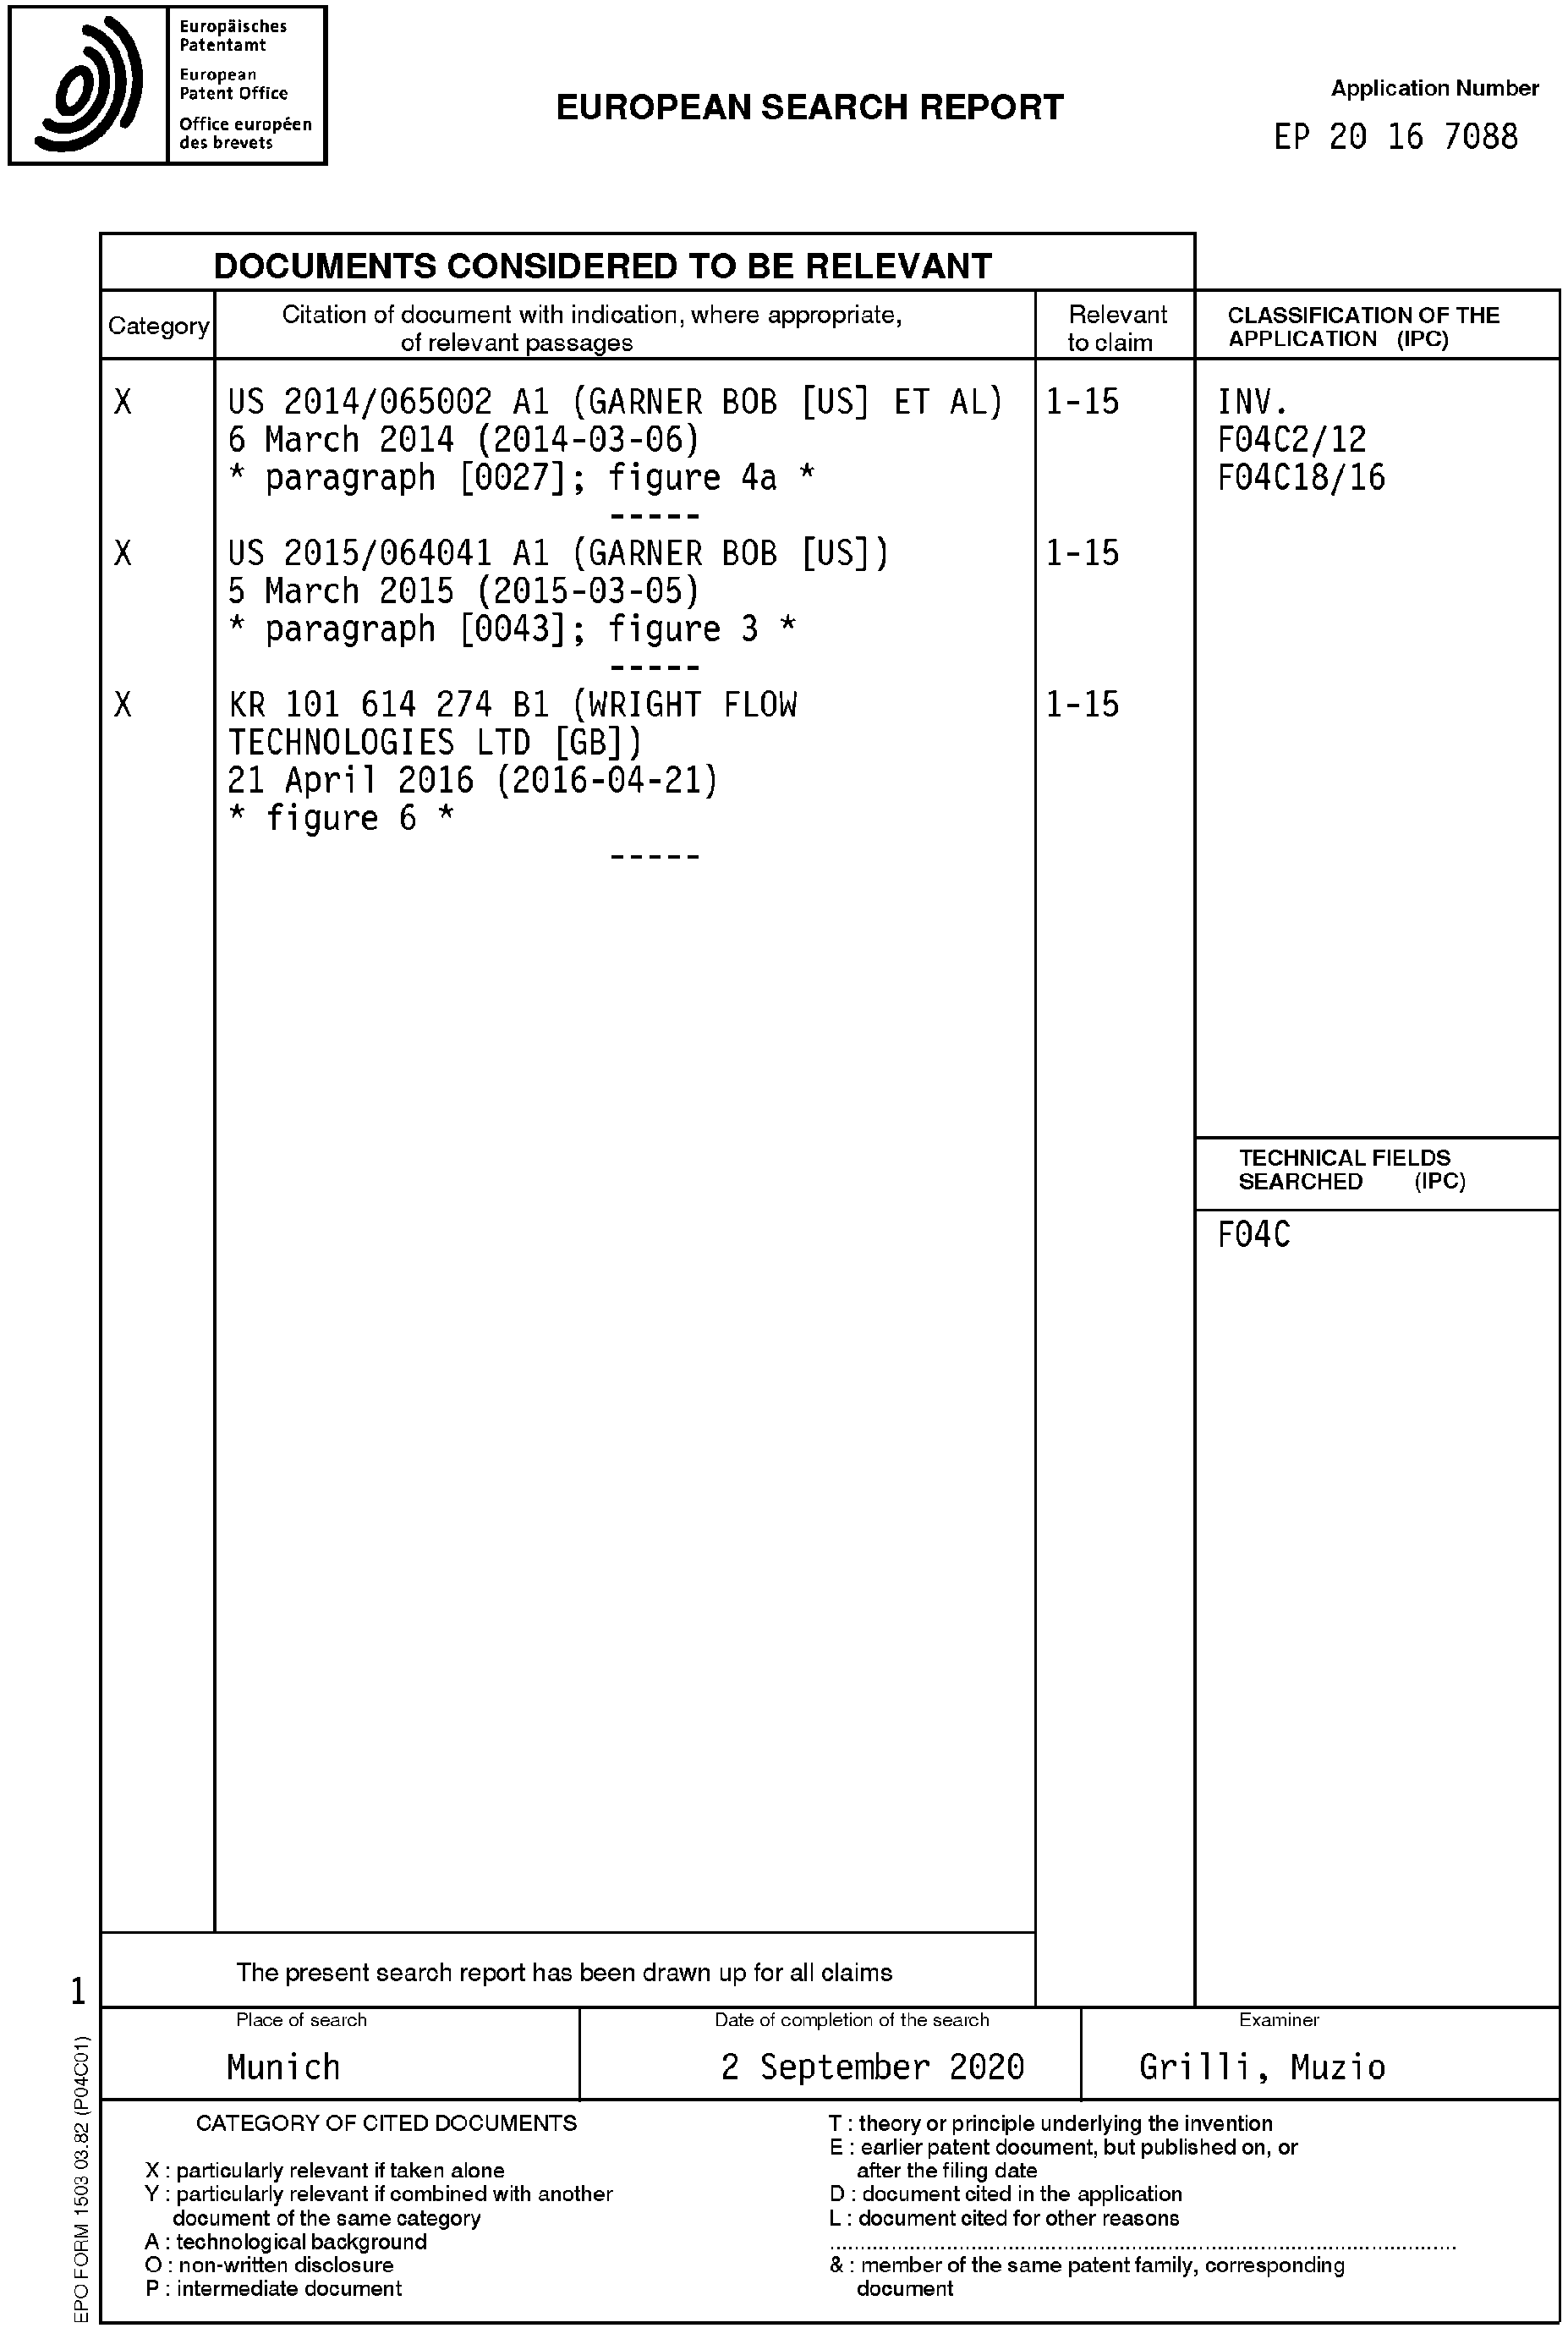 Europäisches
Patentamt
European
Patent Office
Office européen
des brevets
EUROPEAN SEARCH REPORT
Application Number
EP 20 16 7088
DOCUMENTS CONSIDERED TO BE RELEVANT
Category
Citation of document with indication, where appropriate,
of relevant passages
Relevant
to claim
CLASSIFICATION OF THE
APPLICATION (IPC)
X
US 2014/065002 A1 (GARNER BOB [US] ET AL)
6 March 2014 (2014-03-06)
* paragraph [0027]; figure 4a *
-----
1-15
X
US 2015/064041 A1 (GARNER BOB [US])
5 March 2015 (2015-03-05)
* paragraph [0043]; figure 3 *
-----
1-15
X
KR 101 614 274 B1 (WRIGHT FLOW
TECHNOLOGIES LTD [GB])
21 April 2016 (2016-04-21)
* figure 6 *
-----
1-15
INV.
F04C2/12
F04C18/16
TECHNICAL FIELDS
SEARCHED (IPC)
F04C
The present search report has been drawn up for all claims
1
Place of search
Munich
Date of completion of the search
2 September 2020
Examiner
Grilli, Muzio
CATEGORY OF CITED DOCUMENTS
X : particularly relevant if taken alone
Y : particularly relevant if combined with another
document of the same category
A : technological background
O : non-written disclosure
P : intermediate document
T : theory or principle underlying the invention
E : earlier patent document, but published on, or
after the filing date
D : document cited in the application
L : document cited for other reasons
& : member of the same patent family, corresponding
document
EPO FORM 1503 03.82 (P04C01)